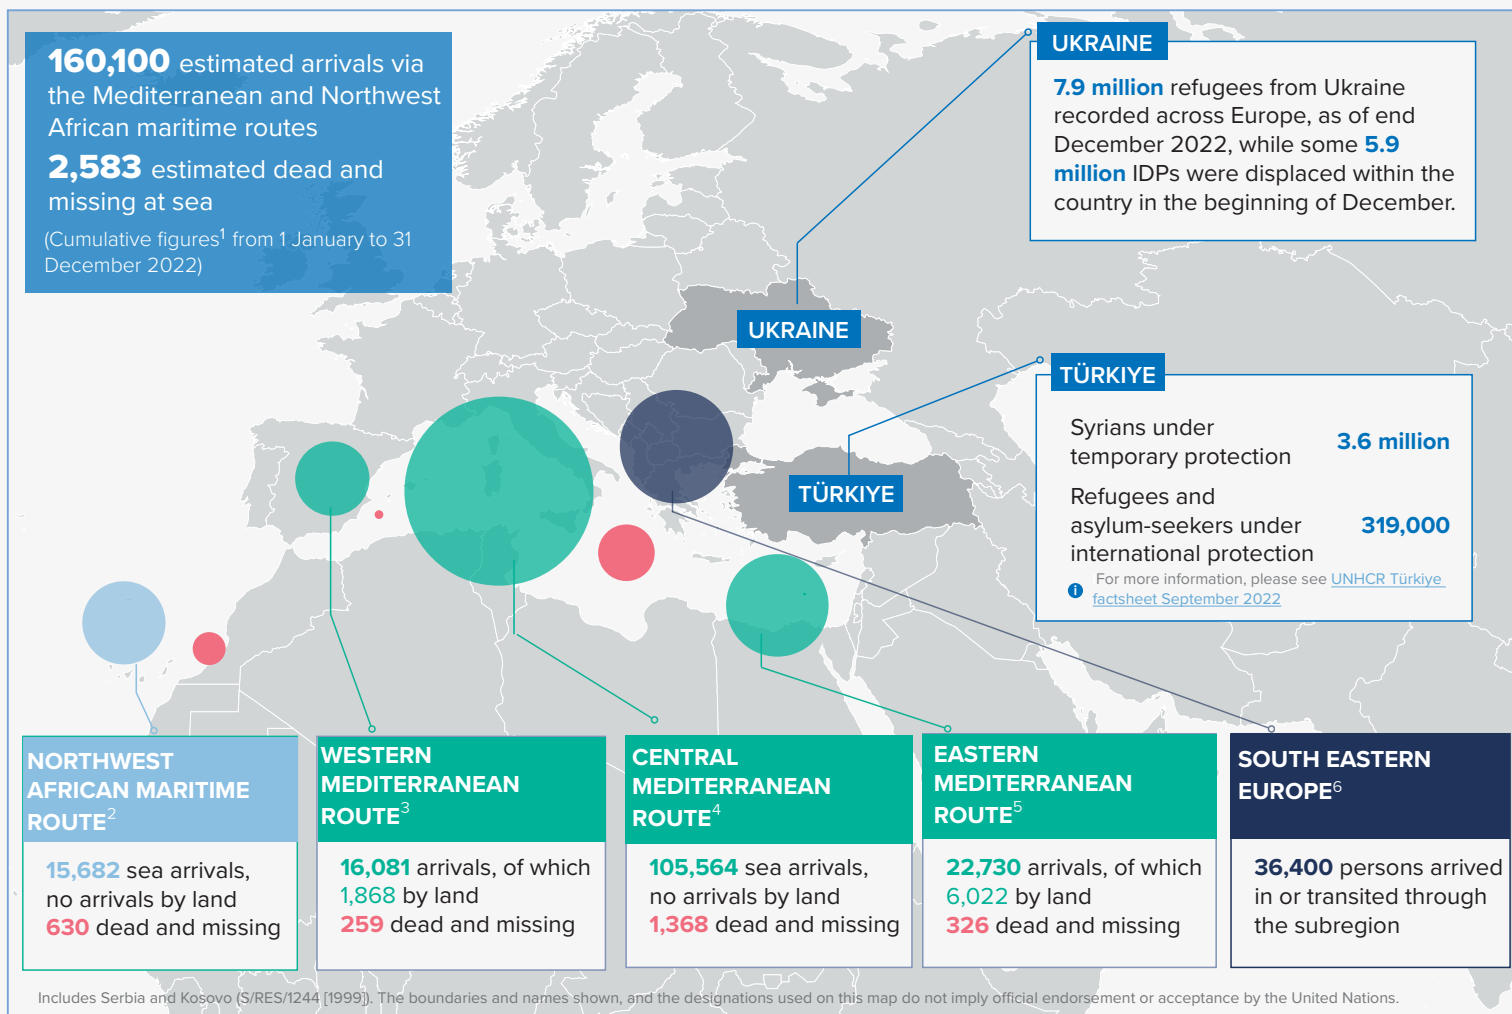 160,100 estimated arrivals via
the Mediterranean and Northwest
African maritime routes
2,583 estimated dead and
missing at sea
(Cumulative figures¹ from 1 January to 31
December 2022)
UKRAINE
7.9 million refugees from Ukraine
recorded across Europe, as of end
December 2022, while some 5.9
million IDPs were displaced within the
country in the beginning of December.
UKRAINE
TÜRKIYE
Syrians under
temporary protection
3.6 million
Refugees and
asylum-seekers under
international protection
319,000
For more information, please see UNHCR Türkiye
factsheet September 2022
TÜRKIYE
NORTHWEST
AFRICAN MARITIME
ROUTE²
15,682 sea arrivals,
no arrivals by land
630 dead and missing
WESTERN
MEDITERRANEAN
ROUTE³
16,081 arrivals, of which
1,868 by land
259 dead and missing
CENTRAL
MEDITERRANEAN
ROUTE⁴
105,564 sea arrivals,
no arrivals by land
1,368 dead and missing
EASTERN
MEDITERRANEAN
ROUTE⁵
22,730 arrivals, of which
6,022 by land
326 dead and missing
SOUTH EASTERN
EUROPE⁶
36,400 persons arrived
in or transited through
the subregion
Includes Serbia and Kosovo (S/RES/1244 [1999]). The boundaries and names shown, and the designations used on this map do not imply official endorsement or acceptance by the United Nations.